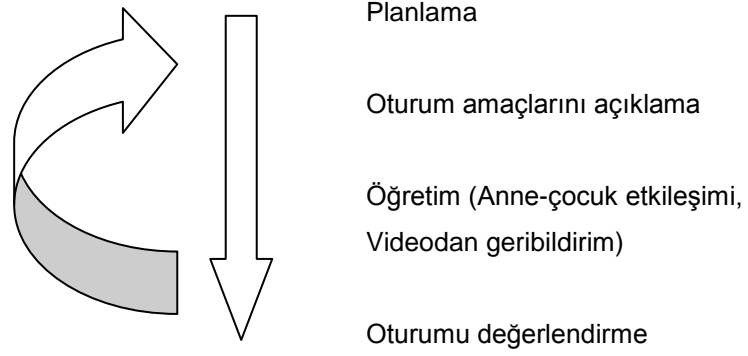 Planlama
Oturum amaçlarını açıklama
Öğretim (Anne-çocuk etkileşimi,
Videodan geribildirim)
Oturumu değerlendirme